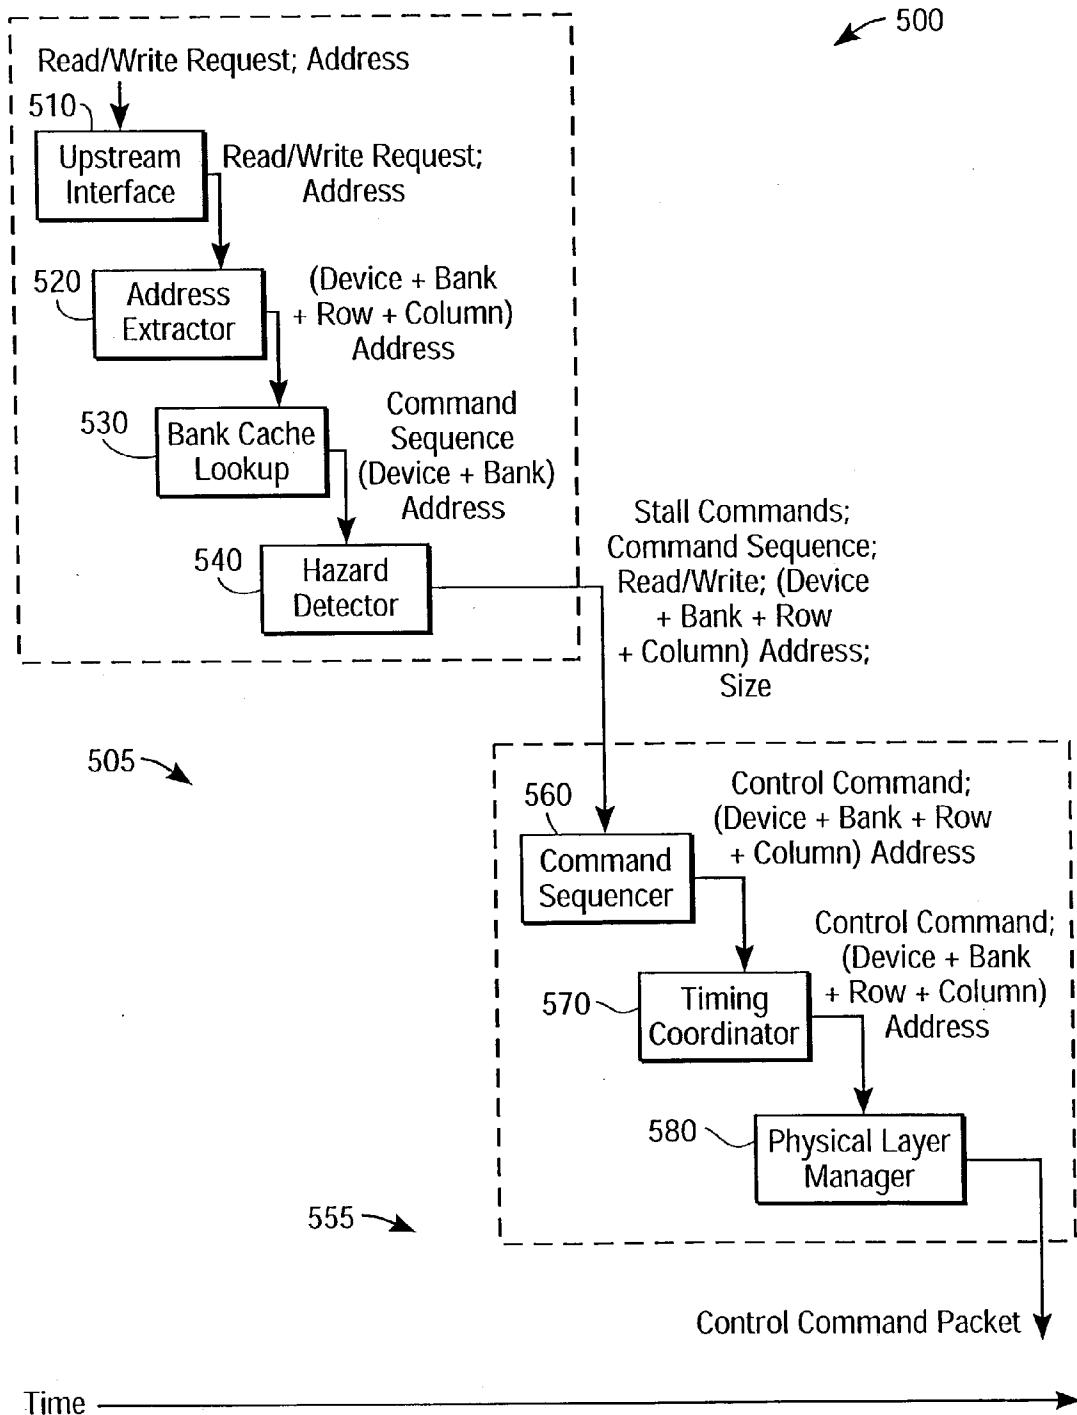 500
Read/Write Request; Address
510
Upstream
Interface
Read/Write Request;
Address
520
Address
Extractor
(Device + Bank
+ Row + Column)
Address
530
Bank Cache
Lookup
Command
Sequence
(Device + Bank)
Address
540
Hazard
Detector
Stall Commands;
Command Sequence;
Read/Write; (Device
+ Bank + Row
+ Column) Address;
Size
505
560
Command
Sequencer
Control Command;
(Device + Bank + Row
+ Column) Address
570
Timing
Coordinator
Control Command;
(Device + Bank
+ Row + Column)
Address
580
Physical Layer
Manager
555
Control Command Packet
Time